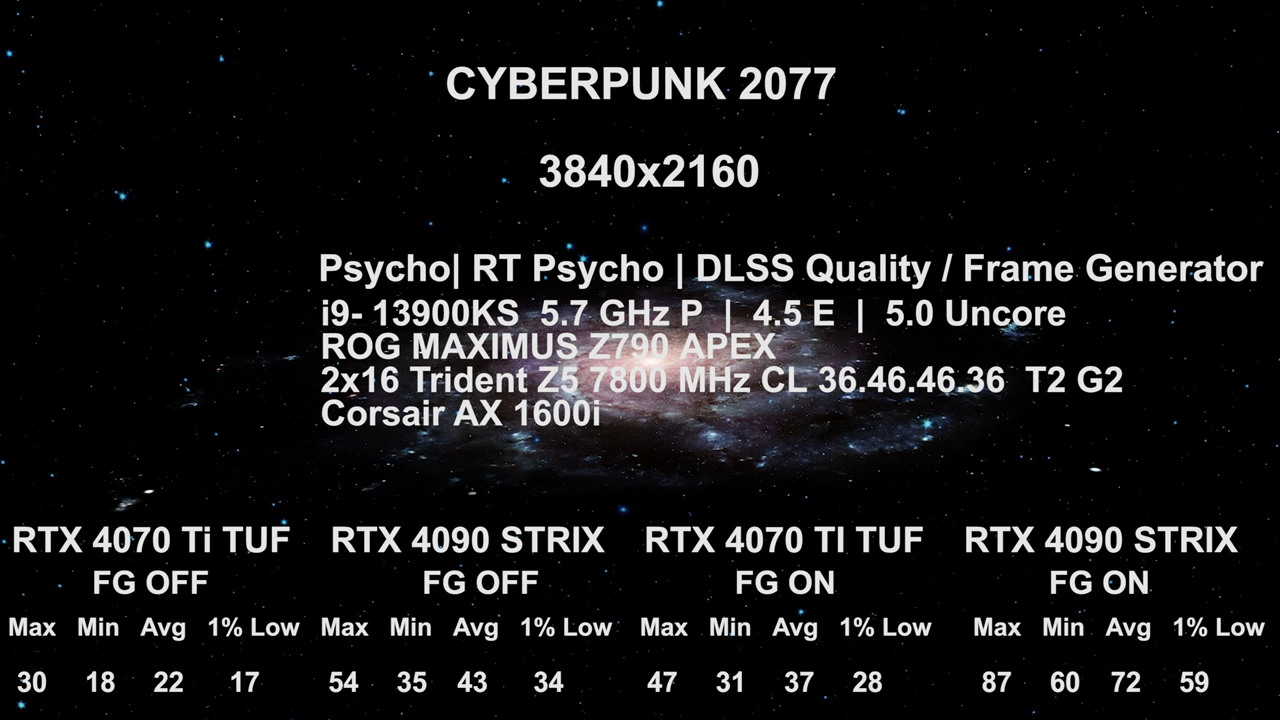 CYBERPUNK 2077
3840x2160
Psycho| RT Psycho | DLSS Quality / Frame Generator
i9- 13900KS 5.7 GHz P | 4.5 E | 5.0 Uncore
ROG MAXIMUS Z790 APEX
2x16 Trident Z5 7800 MHz CL 36.46.46.36 T2 G2
Corsair AX 1600i
RTX 4070 Ti TUF RTX 4090 STRIX RTX 4070 TI TUF RTX 4090 STRIX
FG OFF FG OFF FG ON FG ON
Max Min Avg 1% Low Max Min Avg 1% Low Max Min Avg 1% Low Max Min Avg 1% Low
30 18 22 17 54 35 43 34 47 31 37 28 87 60 72 59